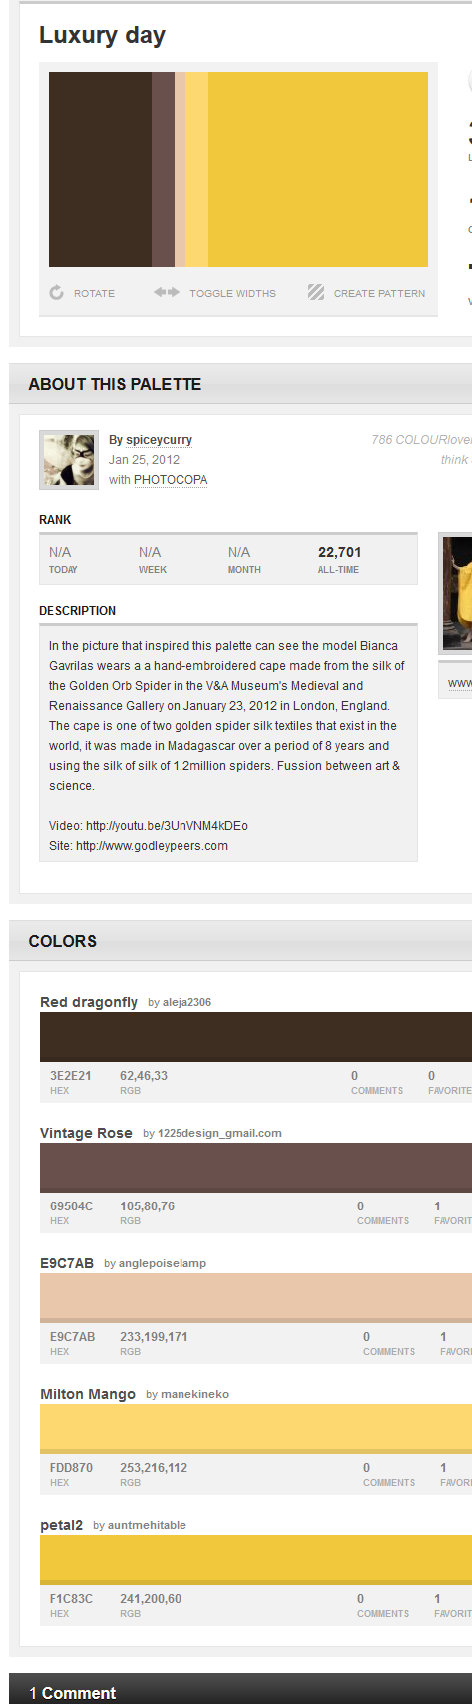 Luxury day
ROTATE TOGGLE WIDTHS CREATE PATTERN
ABOUT THIS PALETTE
By spiceycurry
Jan 25, 2012
with PHOTOCOPA
786 COLOURlover
think
RANK
N/A N/A N/A 22,701
TODAY WEEK MONTH ALL-TIME
DESCRIPTION
In the picture that inspired this palette can see the model Bianca
Gavrilas wears a a hand-embroidered cape made from the silk of
the Golden Orb Spider in the V&A Museum's Medieval and
Renaissance Gallery on January 23, 2012 in London, England.
The cape is one of two golden spider silk textiles that exist in the
world, it was made in Madagascar over a period of 8 years and
using the silk of silk of 1.2million spiders. Fussion between art &
science.
Video: http://youtu.be/3UnVNM4kDEo
Site: http://www.godleypeers.com
www
COLORS
Red dragonfly by aleja2306
3E2E21 62,46,33 0 0
HEX RGB COMMENTS FAVORITE
Vintage Rose by 1225design_gmail.com
69504C 105,80,76 0 1
HEX RGB COMMENTS FAVORIT
E9C7AB by anglepoiselamp
E9C7AB 233,199,171 0 1
HEX RGB COMMENTS FAVOR
Milton Mango by manekineko
FDD870 253,216,112 0 1
HEX RGB COMMENTS FAVOR
petal2 by auntmehitable
F1C83C 241,200,60 0 1
HEX RGB COMMENTS FAVORIT
1 Comment